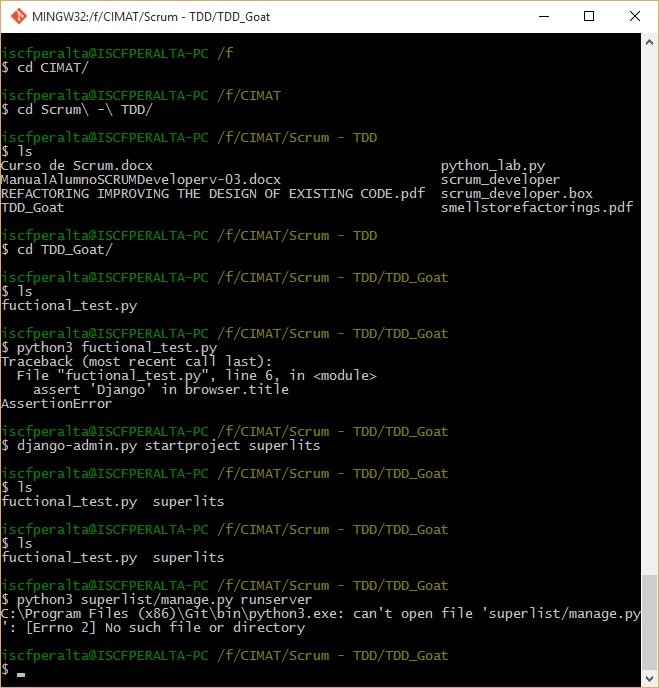 MINGW32:/f/CIMAT/Scrum - TDD/TDD_Goat
iscfperalta@ISCFPERALTA-PC /f
$ cd CIMAT/
iscfperalta@ISCFPERALTA-PC /f/CIMAT
$ cd Scrum\ -\ TDD/
iscfperalta@ISCFPERALTA-PC /f/CIMAT/Scrum - TDD
$ ls
Curso de Scrum.docx                                    python_lab.py
ManualAlumnoSCRUMDeveloperv-03.docx                    scrum_developer
REFACTORING IMPROVING THE DESIGN OF EXISTING CODE.pdf  scrum_developer.box
TDD_Goat                                               smellstorefactorings.pdf
iscfperalta@ISCFPERALTA-PC /f/CIMAT/Scrum - TDD
$ cd TDD_Goat/
iscfperalta@ISCFPERALTA-PC /f/CIMAT/Scrum - TDD/TDD_Goat
$ ls
fuctional_test.py
iscfperalta@ISCFPERALTA-PC /f/CIMAT/Scrum - TDD/TDD_Goat
$ python3 fuctional_test.py
Traceback (most recent call last):
  File "fuctional_test.py", line 6, in <module>
    assert 'Django' in browser.title
AssertionError
iscfperalta@ISCFPERALTA-PC /f/CIMAT/Scrum - TDD/TDD_Goat
$ django-admin.py startproject superlits
iscfperalta@ISCFPERALTA-PC /f/CIMAT/Scrum - TDD/TDD_Goat
$ ls
fuctional_test.py  superlits
iscfperalta@ISCFPERALTA-PC /f/CIMAT/Scrum - TDD/TDD_Goat
$ ls
fuctional_test.py  superlits
iscfperalta@ISCFPERALTA-PC /f/CIMAT/Scrum - TDD/TDD_Goat
$ python3 superlist/manage.py runserver
C:\Program Files (x86)\Git\bin\python3.exe: can't open file 'superlist/manage.py
': [Errno 2] No such file or directory
iscfperalta@ISCFPERALTA-PC /f/CIMAT/Scrum - TDD/TDD_Goat
$